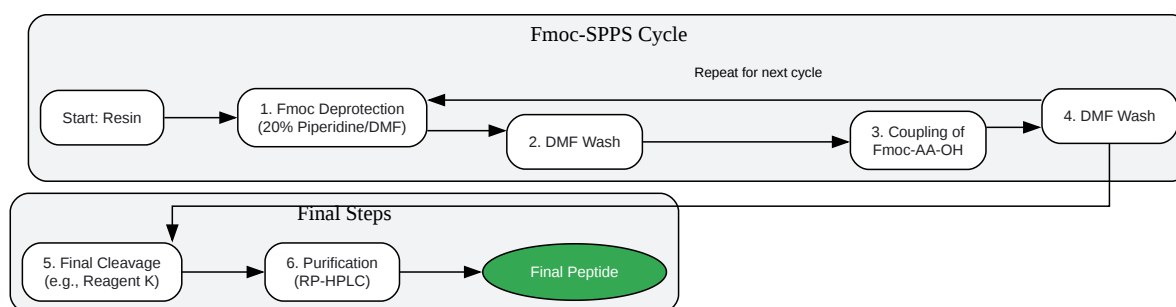 Fmoc-SPPS Cycle
Repeat for next cycle
Start: Resin
1. Fmoc Deprotection
(20% Piperidine/DMF)
2. DMF Wash
3. Coupling of
Fmoc-AA-OH
4. DMF Wash
Final Steps
5. Final Cleavage
(e.g., Reagent K)
6. Purification
(RP-HPLC)
Final Peptide